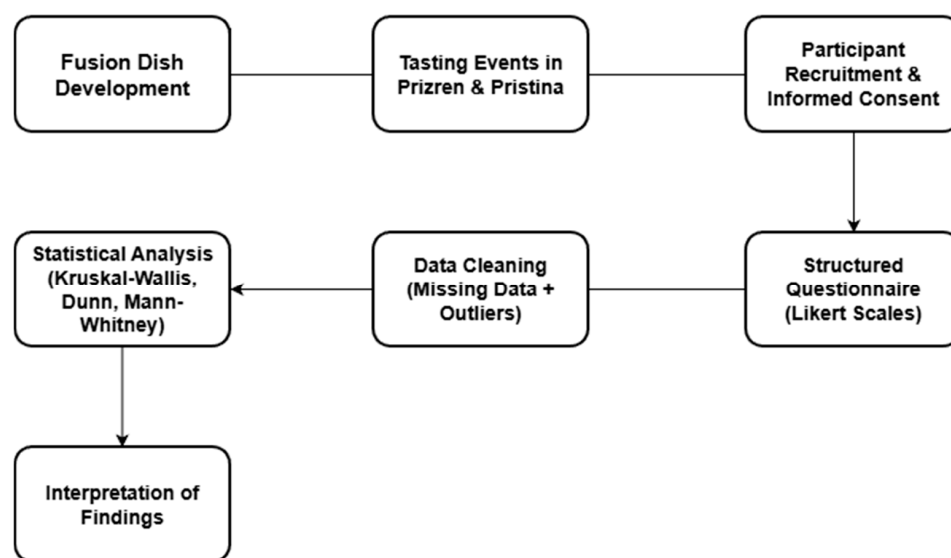 Fusion Dish
Development
Tasting Events in
Prizren & Pristina
Participant
Recruitment &
Informed Consent
Structured
Questionnaire
(Likert Scales)
Data Cleaning
(Missing Data +
Outliers)
Statistical Analysis
(Kruskal-Wallis,
Dunn, Mann-
Whitney)
Interpretation of
Findings